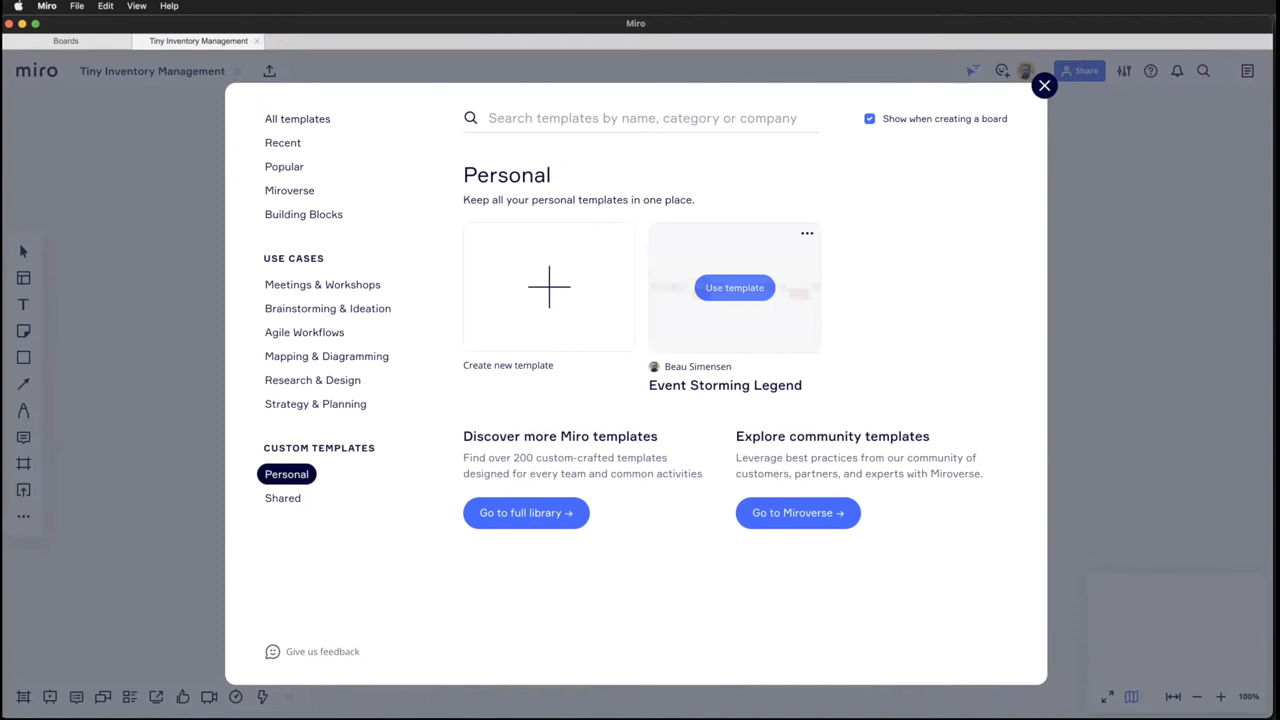 Miro File Edit View Help
Miro
Boards
Tiny Inventory Management
miro
Tiny Inventory Management
Share
All templates
Recent
Popular
Miroverse
Building Blocks
USE CASES
Meetings & Workshops
Brainstorming & Ideation
Agile Workflows
Mapping & Diagramming
Research & Design
Strategy & Planning
CUSTOM TEMPLATES
Personal
Shared
Give us feedback
Search templates by name, category or company
Show when creating a board
Personal
Keep all your personal templates in one place.
Create new template
Use template
Beau Simensen
Event Storming Legend
Discover more Miro templates
Find over 200 custom-crafted templates
designed for every team and common activities
Go to full library →
Explore community templates
Leverage best practices from our community of
customers, partners, and experts with Miroverse.
Go to Miroverse →
100%